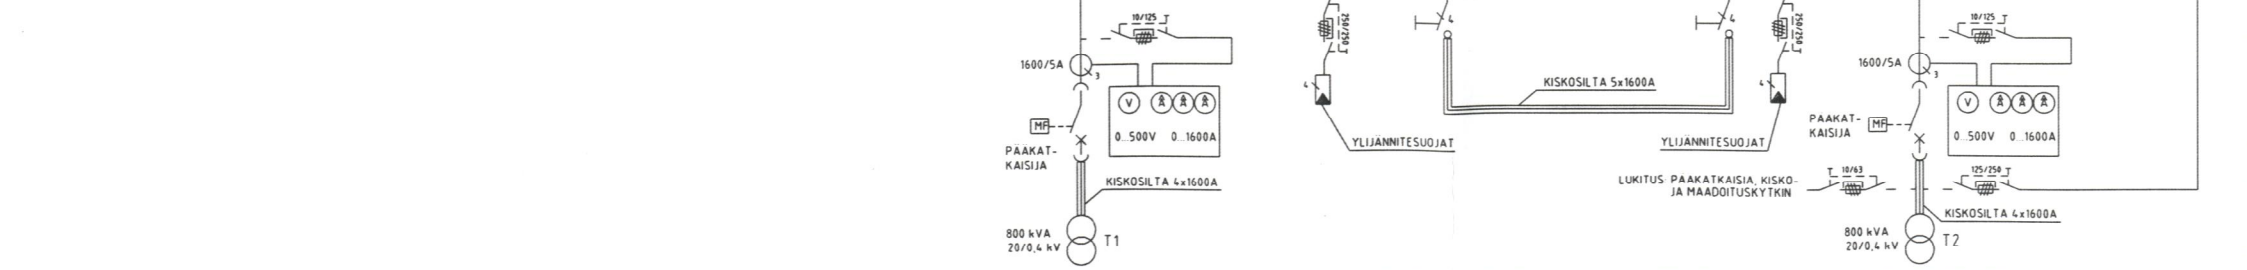 10/125 T
1600/5A
3
V A A A
0...500V 0...1600A
MF
PÄÄKAT-
KAISIJA
KISKOSILTA 4x1600A
800 kVA
20/0,4 kV
T1
250/250 T
4
YLIJÄNNITESUOJAT
4
KISKOSILTA 5x1600A
4
250/250 T
4
YLIJÄNNITESUOJAT
10/125 T
1600/5A
3
V A A A
0...500V 0...1600A
PÄÄKAT-
KAISIJA
MF
LUKITUS PÄÄKATKAISIA, KISKO-
JA MAADOITUSKYTKIN
T 10/63
125/250 T
KISKOSILTA 4x1600A
800 kVA
20/0,4 kV
T2